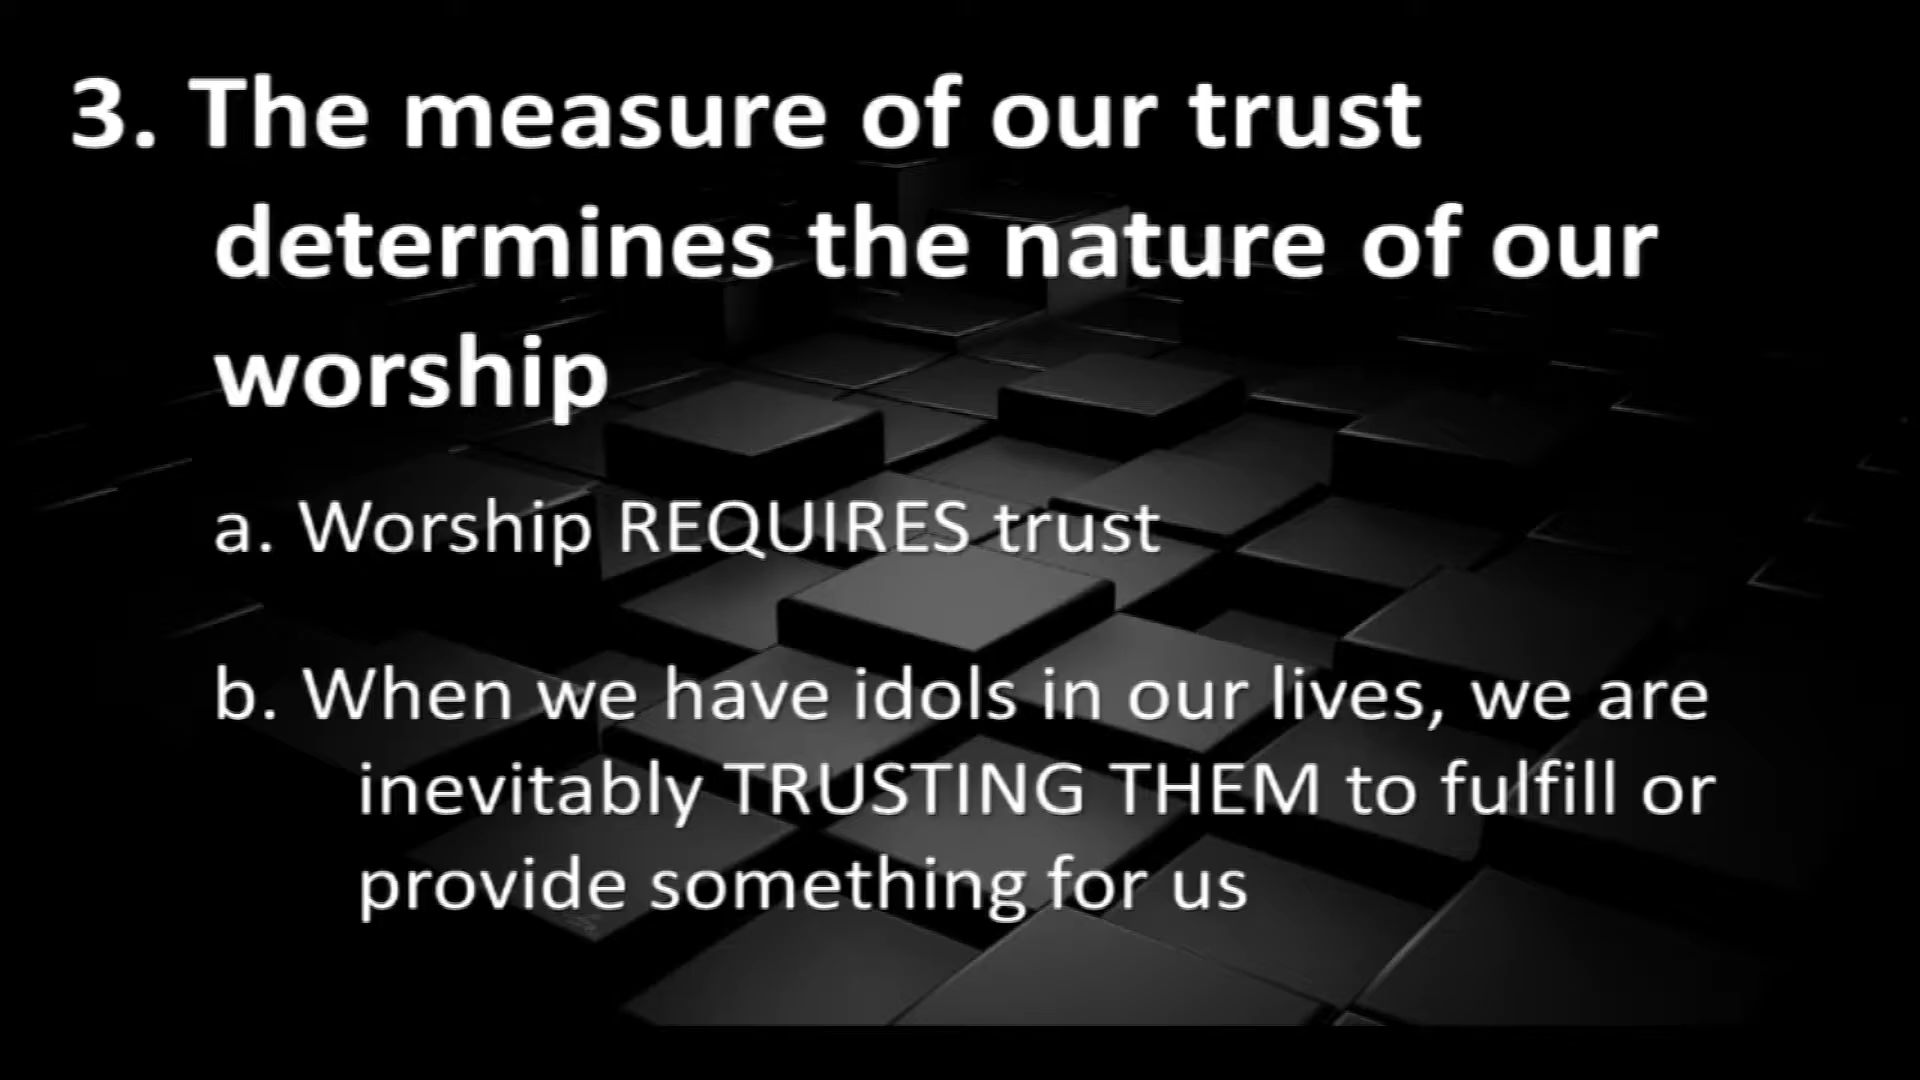 3. The measure of our trust
determines the nature of our
worship
a. Worship REQUIRES trust
b. When we have idols in our lives, we are
inevitably TRUSTING THEM to fulfill or
provide something for us